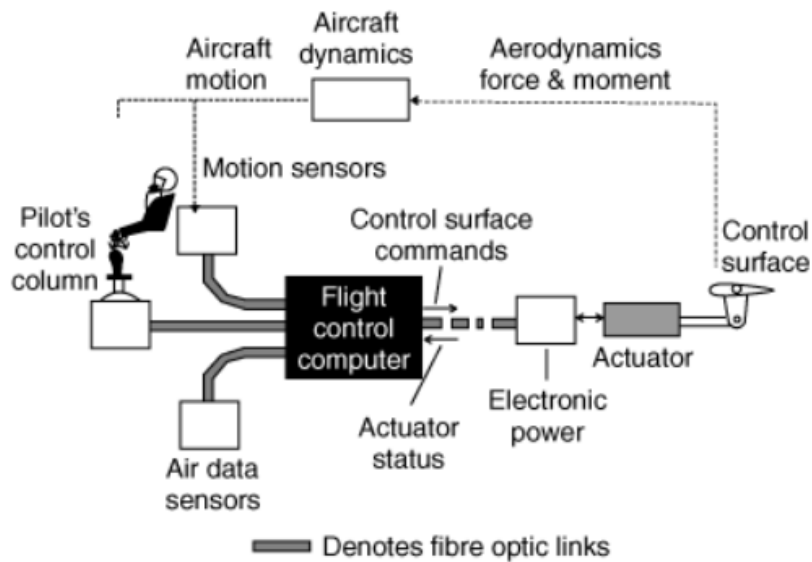 Aircraft
motion
Aircraft
dynamics
Aerodynamics
force & moment
Motion sensors
Pilot's
control
column
Control surface
commands
Control
surface
Flight
control
computer
Actuator
Electronic
power
Actuator
status
Air data
sensors
Denotes fibre optic links